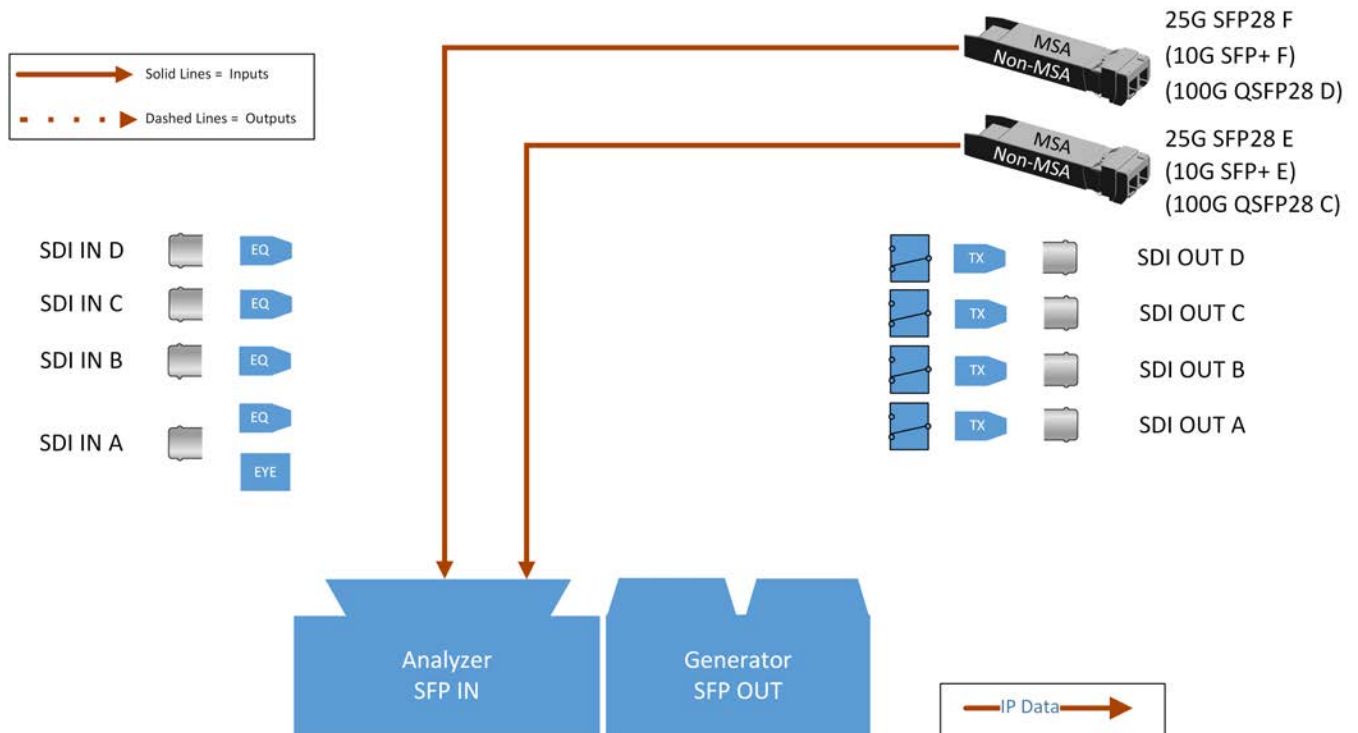 MSA
Non-MSA
25G SFP28 F
(10G SFP+ F)
(100G QSFP28 D)
Solid Lines = Inputs
Dashed Lines = Outputs
MSA
Non-MSA
25G SFP28 E
(10G SFP+ E)
(100G QSFP28 C)
SDI IN D
EQ
TX
SDI OUT D
SDI IN C
EQ
TX
SDI OUT C
SDI IN B
EQ
TX
SDI OUT B
SDI IN A
EQ
EYE
TX
SDI OUT A
Analyzer
SFP IN
Generator
SFP OUT
IP Data